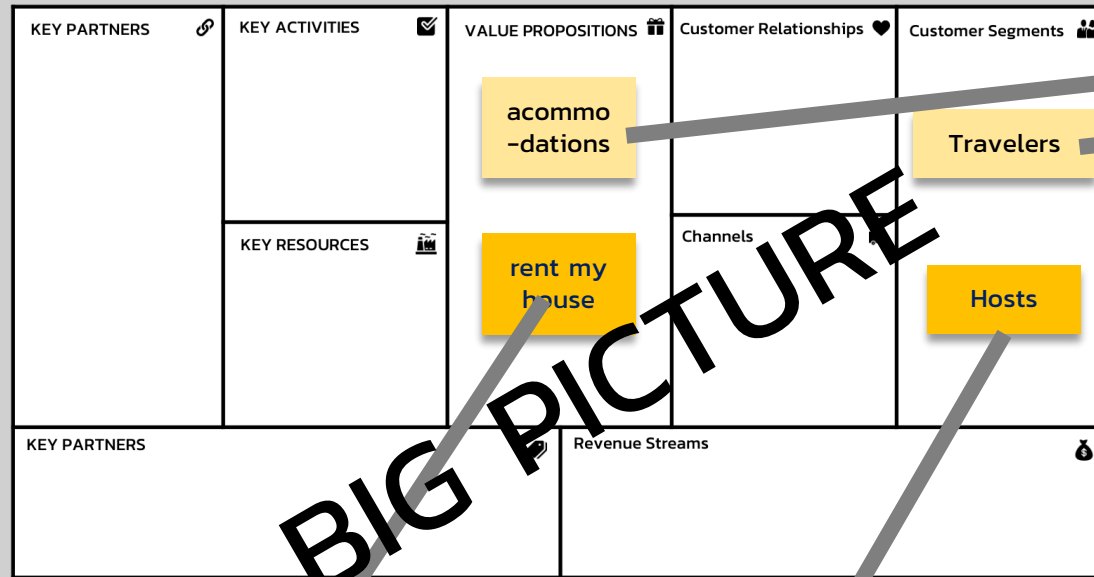 KEY PARTNERS
KEY ACTIVITIES
VALUE PROPOSITIONS
Customer Relationships
Customer Segments
acommo
-dations
Travelers
KEY RESOURCES
Channels
rent my
house
Hosts
BIG PICTURE
KEY PARTNERS
Revenue Streams